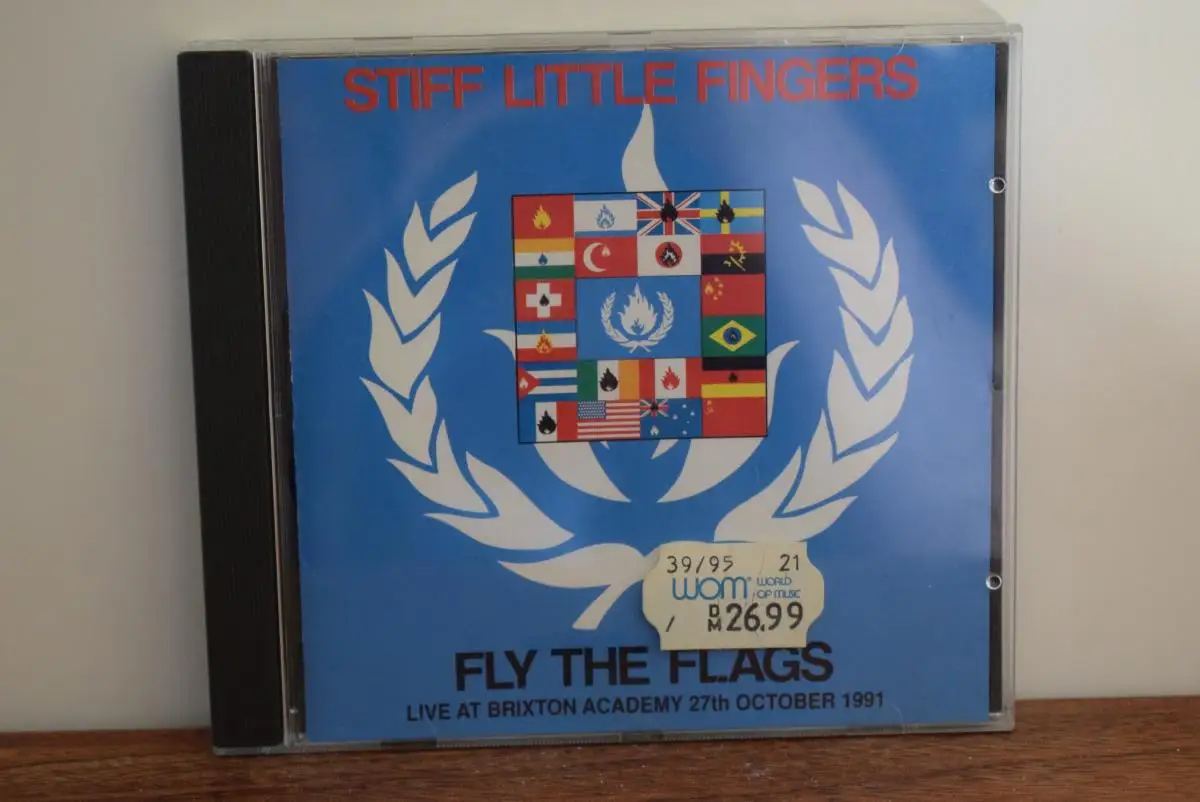 STIFF LITTLE FINGERS
39/95 21
WOM® WORLD OF MUSIC
/ DM 26.99
FLY THE FLAGS
LIVE AT BRIXTON ACADEMY 27th OCTOBER 1991